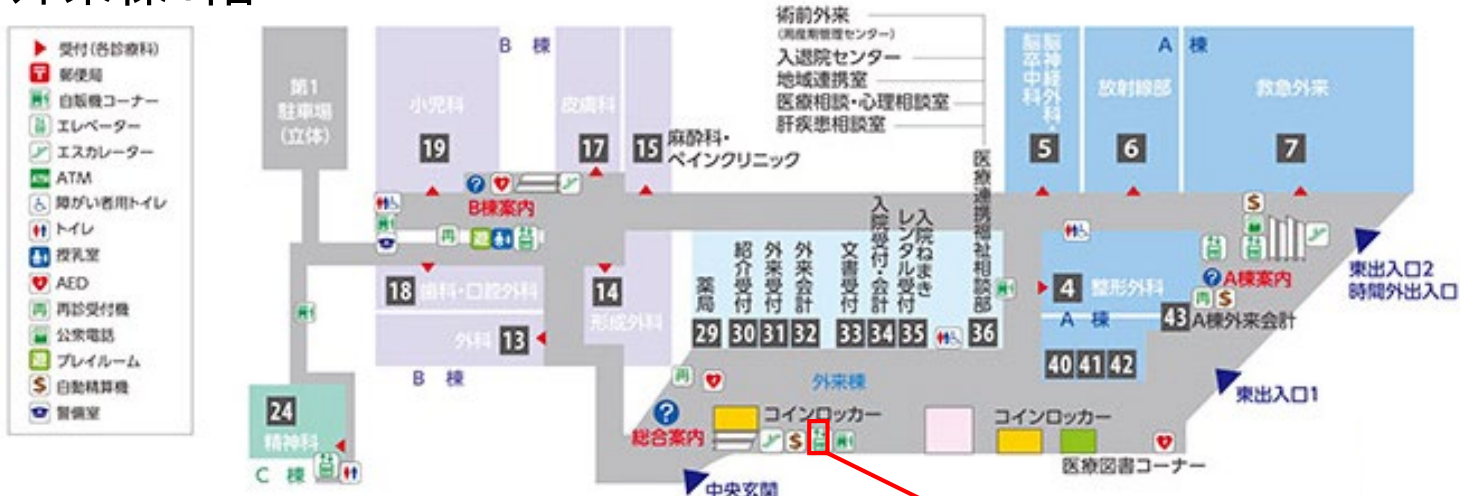 受付(各診療科)
郵便局
自販機コーナー
エレベーター
エスカレーター
ATM
障がい者用トイレ
トイレ
授乳室
AED
再診受付機
公衆電話
プレイルーム
自動精算機
警備室
第1
駐車場
(立体)
B 棟
小児科
19
皮膚科
17
15
麻酔科・
ペインクリニック
B棟案内
再
遊
18
歯科・口腔外科
14
形成外科
外科
13
B 棟
24
精神科
C 棟
術前外来
(周産期管理センター)
入退院センター
地域連携室
医療相談・心理相談室
肝疾患相談室
医療連携福祉相談部
36
薬局
29
紹介受付
30
外来受付
31
外来会計
32
文書受付
33
入院受付・会計
34
入院ねまき
レンタル受付
35
脳神経外科・
脳卒中科
5
A 棟
放射線部
6
救急外来
7
4
整形外科
A 棟
40
41
42
43
A棟外来会計
A棟案内
再
$
東出入口2
時間外出入口
東出入口1
外来棟
再
総合案内
コインロッカー
コインロッカー
医療図書コーナー
中央玄関